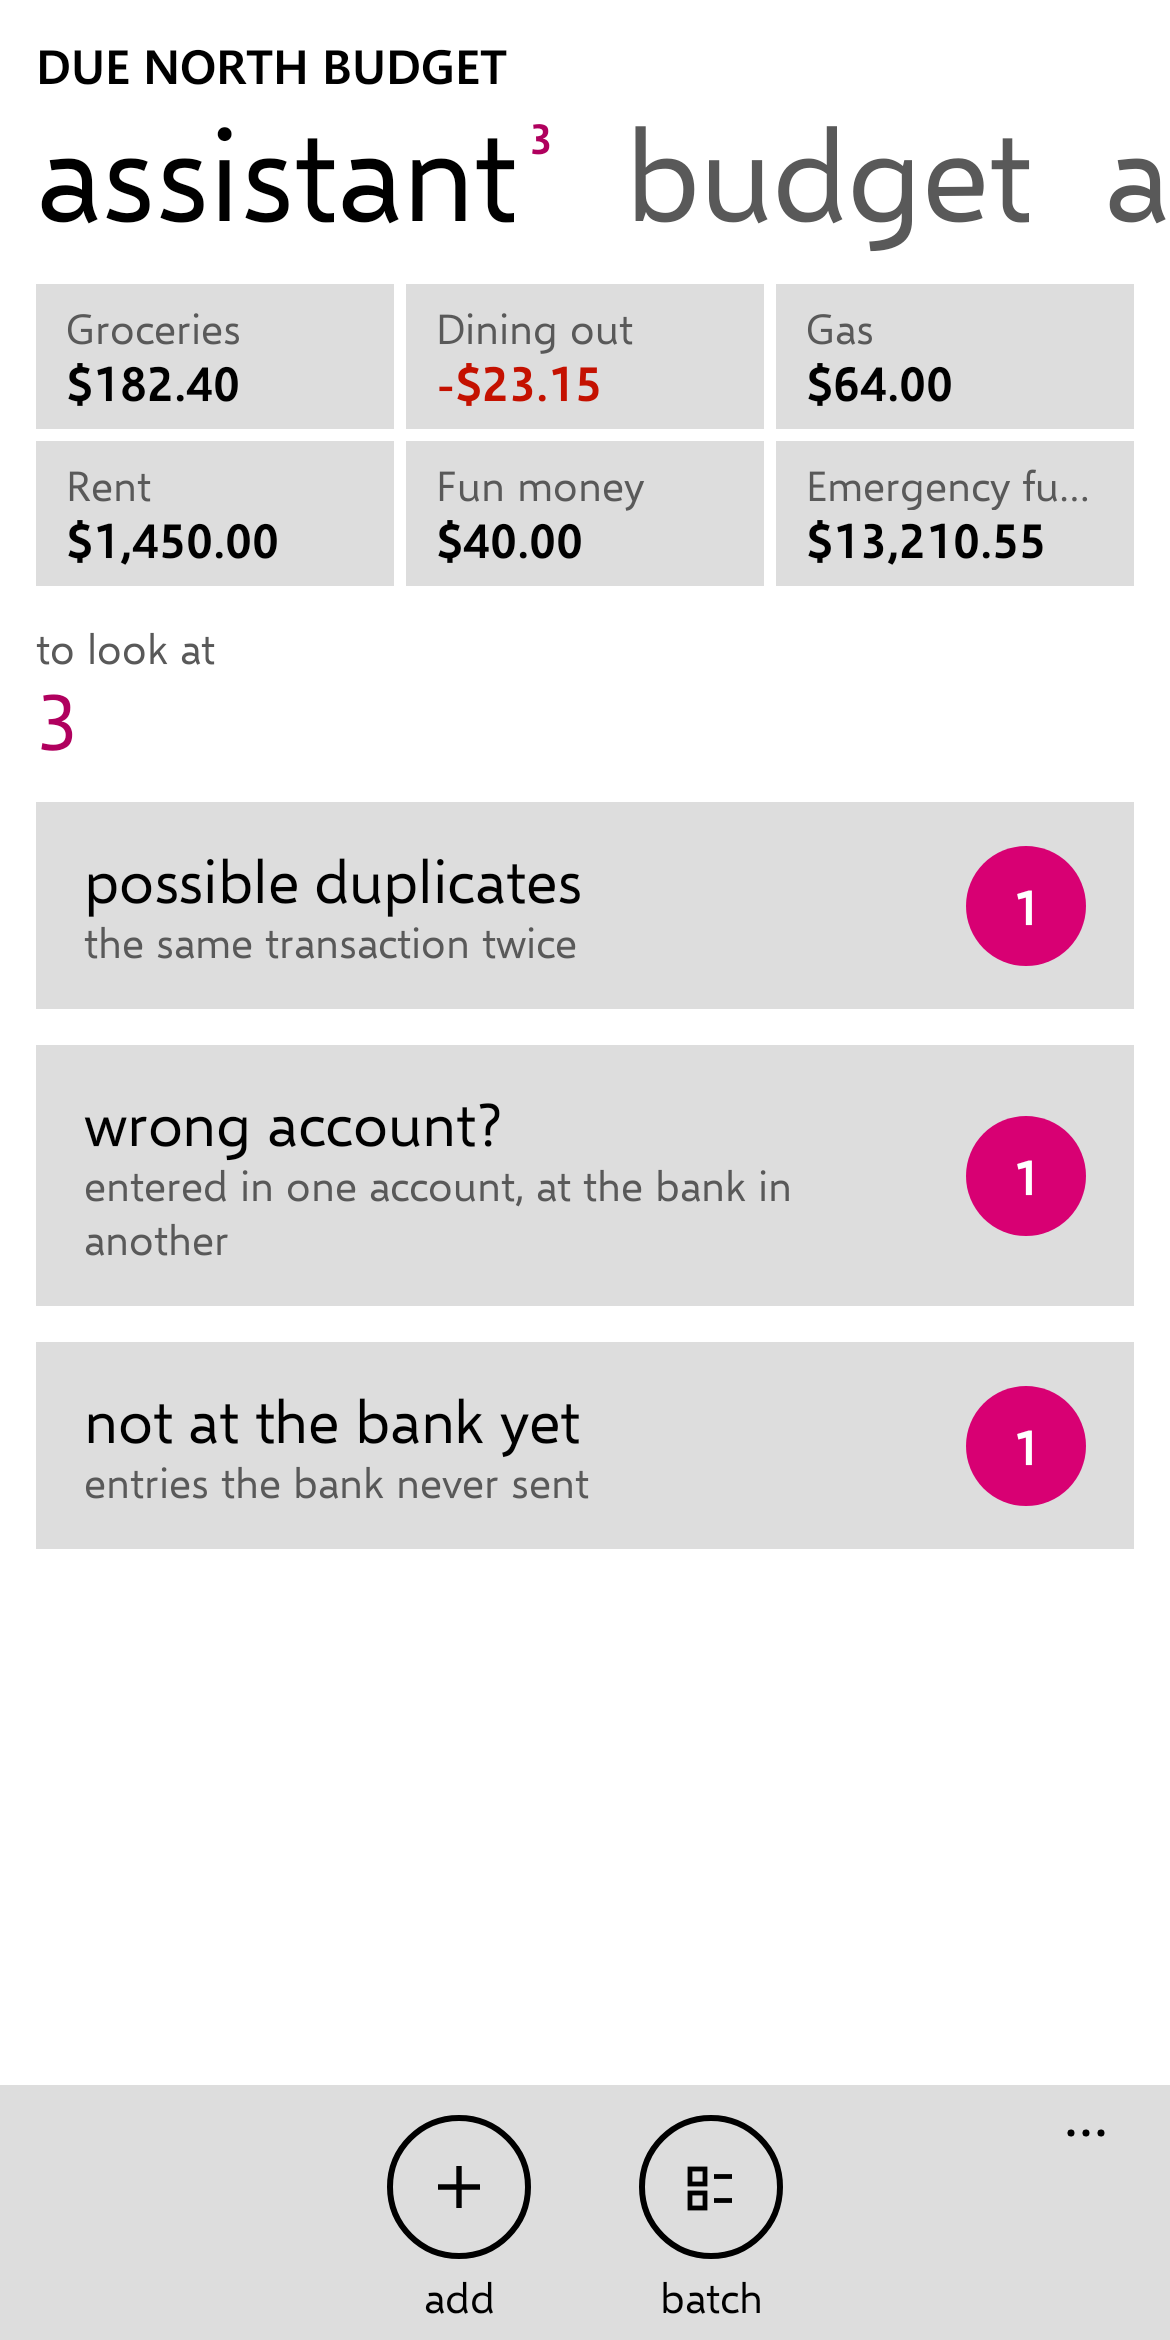 DUE NORTH BUDGET
assistant 3 budget a
Groceries
$182.40
Dining out
-$23.15
Gas
$64.00
Rent
$1,450.00
Fun money
$40.00
Emergency fu...
$13,210.55
to look at
3
possible duplicates
the same transaction twice
1
wrong account?
entered in one account, at the bank in
another
1
not at the bank yet
entries the bank never sent
1
...
add
batch